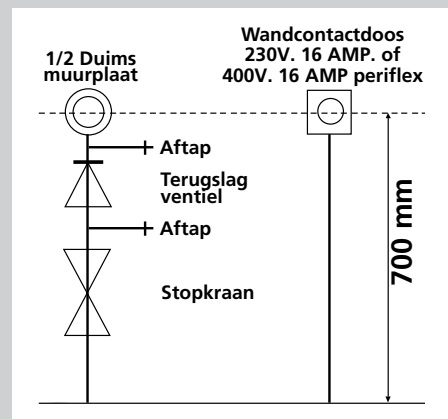 Wandcontactdoos
230V. 16 AMP. of
400V. 16 AMP periflex
1/2 Duims
muurplaat
Aftap
Terugslag
ventiel
Aftap
Stopkraan
700 mm